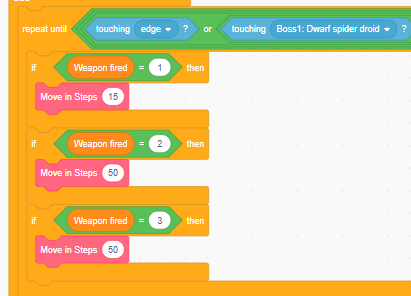 repeat until touching edge ? or touching Boss1: Dwarf spider droid ?
if Weapon fired = 1 then
Move in Steps 15
if Weapon fired = 2 then
Move in Steps 50
if Weapon fired = 3 then
Move in Steps 50